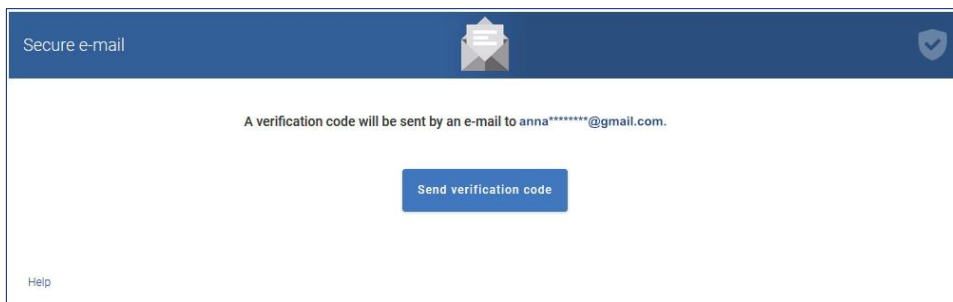 Secure e-mail
A verification code will be sent by an e-mail to anna********@gmail.com.
Send verification code
Help